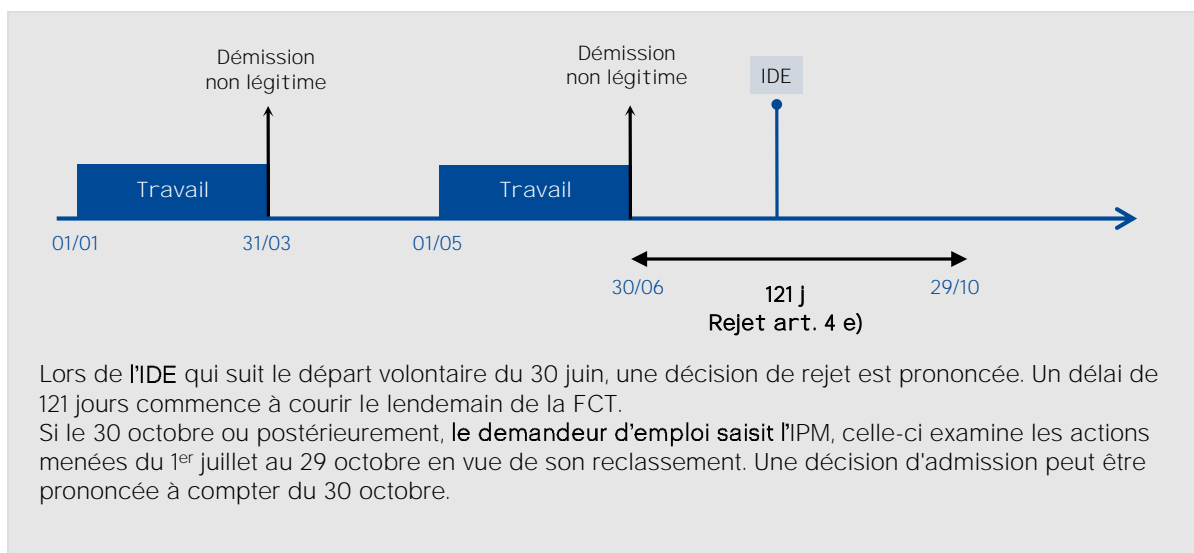 Démission
non légitime
Démission
non légitime
IDE
Travail
Travail
01/01
31/03
01/05
30/06
121 j
29/10
Rejet art. 4 e)
Lors de l'IDE qui suit le départ volontaire du 30 juin, une décision de rejet est prononcée. Un délai de
121 jours commence à courir le lendemain de la FCT.
Si le 30 octobre ou postérieurement, le demandeur d'emploi saisit l'IPM, celle-ci examine les actions
menées du 1er juillet au 29 octobre en vue de son reclassement. Une décision d'admission peut être
prononcée à compter du 30 octobre.